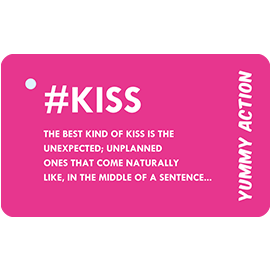 #KISS
THE BEST KIND OF KISS IS THE
UNEXPECTED; UNPLANNED
ONES THAT COME NATURALLY
LIKE, IN THE MIDDLE OF A SENTENCE...
YUMMY ACTION